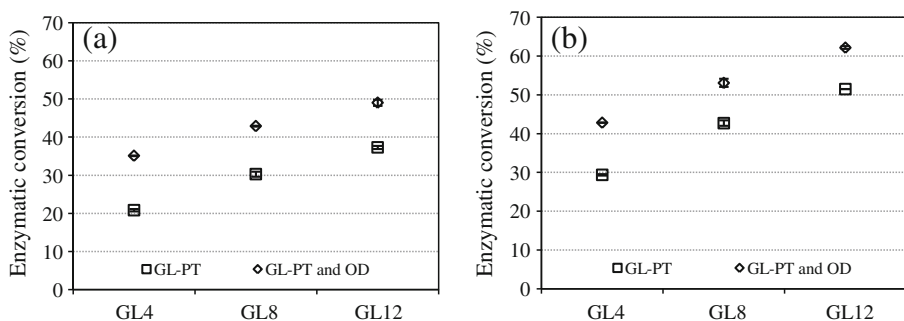 (a)
Enzymatic conversion (%)
70
60
50
40
30
20
10
0
GL-PT
GL-PT and OD
GL4 GL8 GL12
(b)
Enzymatic conversion (%)
70
60
50
40
30
20
10
0
GL-PT
GL-PT and OD
GL4 GL8 GL12